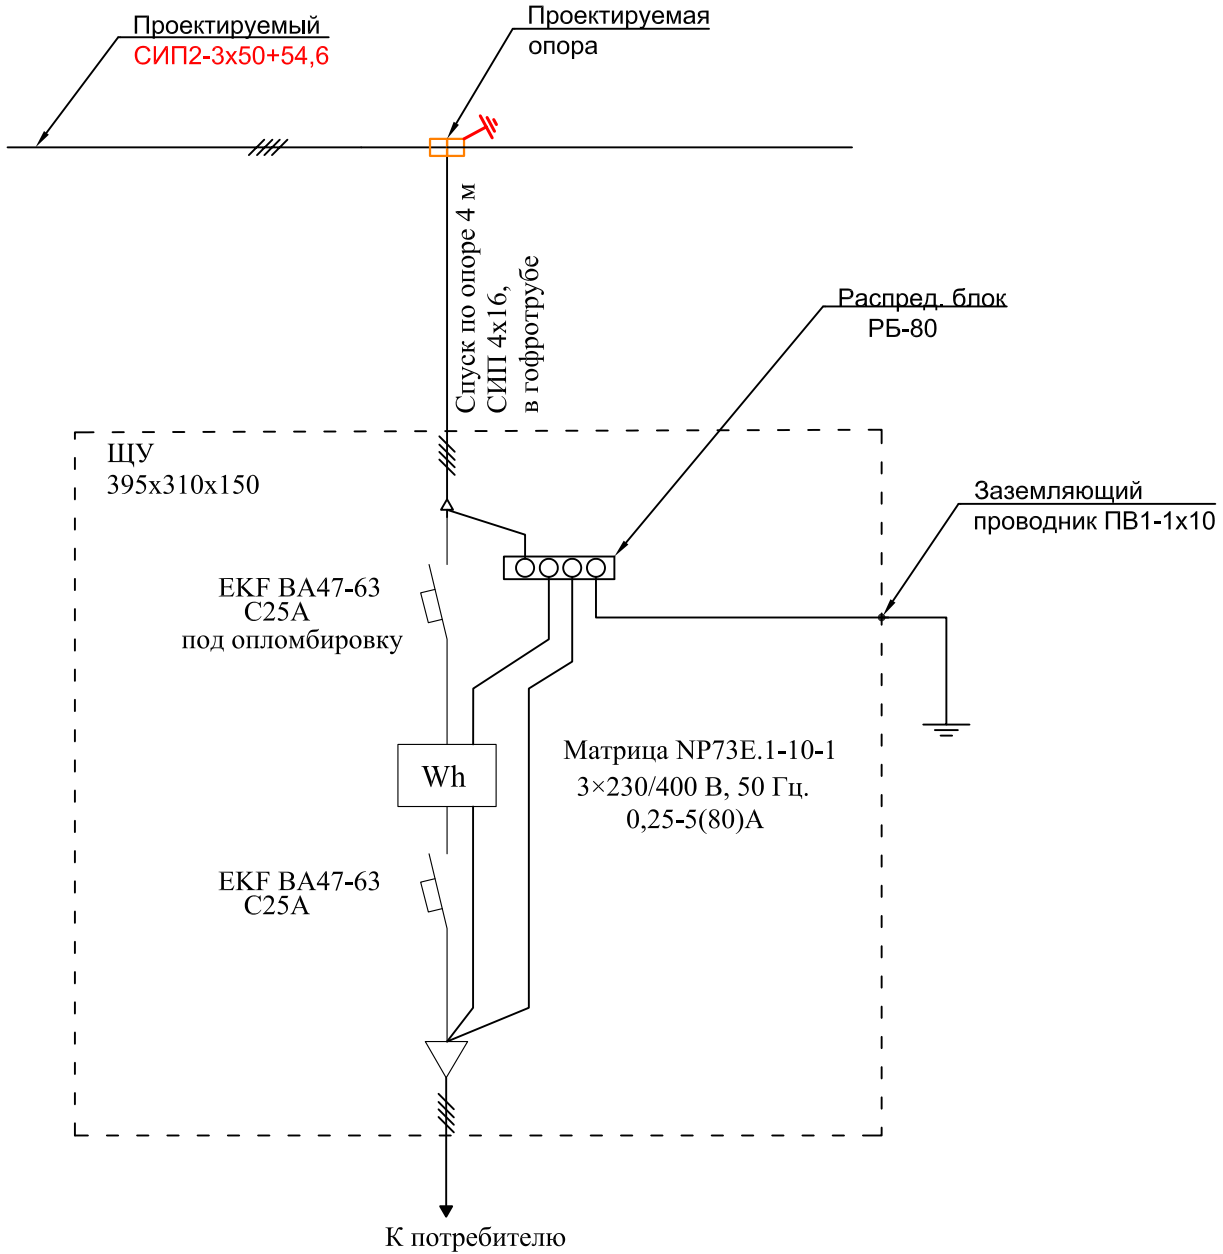 Проектируемый
СИП2-3х50+54,6
Проектируемая
опора
Спуск по опоре 4 м
СИП 4х16,
в гофротрубе
Распред. блок
РБ-80
ЩУ
395х310х150
Заземляющий
проводник ПВ1-1х10
EKF ВА47-63
С25А
под опломбировку
Матрица NP73E.1-10-1
3×230/400 В, 50 Гц.
0,25-5(80)А
Wh
EKF ВА47-63
С25А
К потребителю